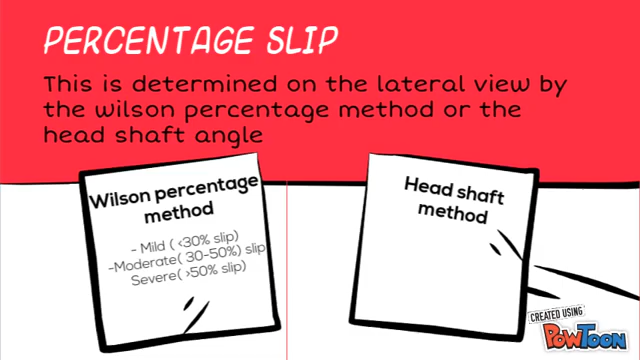 PERCENTAGE SLIP
This is determined on the lateral view by
the wilson percentage method or the
head shaft angle
Wilson percentage
method
- Mild ( <30% slip)
-Moderate( 30-50%) slip
Severe( >50% slip)
Head shaft
method
CREATED USING
POWTOON